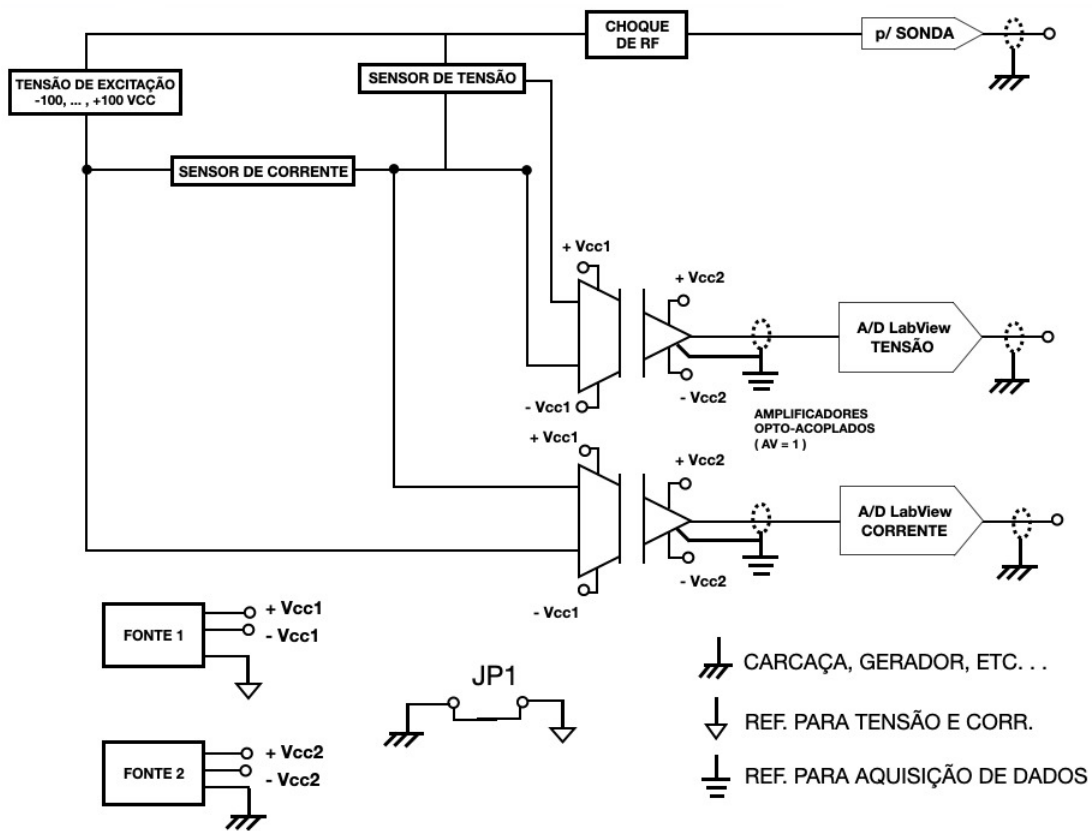 CHOQUE
DE RF
p/ SONDA
SENSOR DE TENSÃO
TENSÃO DE EXCITAÇÃO
-100, ... , +100 VCC
SENSOR DE CORRENTE
+ Vcc1
+ Vcc2
A/D LabView
TENSÃO
- Vcc1
- Vcc2
AMPLIFICADORES
OPTO-ACOPLADOS
( AV = 1 )
+ Vcc1
+ Vcc2
A/D LabView
CORRENTE
- Vcc1
- Vcc2
FONTE 1
+ Vcc1
- Vcc1
JP1
CARCAÇA, GERADOR, ETC. . .
REF. PARA TENSÃO E CORR.
FONTE 2
+ Vcc2
- Vcc2
REF. PARA AQUISIÇÃO DE DADOS